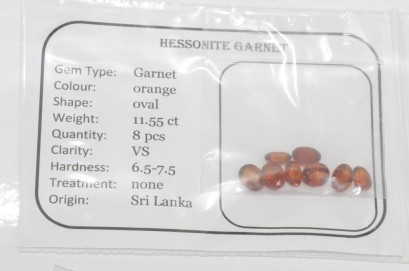 HESSONITE GARNET
Gem Type: Garnet
Colour: orange
Shape: oval
Weight: 11.55 ct
Quantity: 8 pcs
Clarity: VS
Hardness: 6.5-7.5
Treatment: none
Origin: Sri Lanka